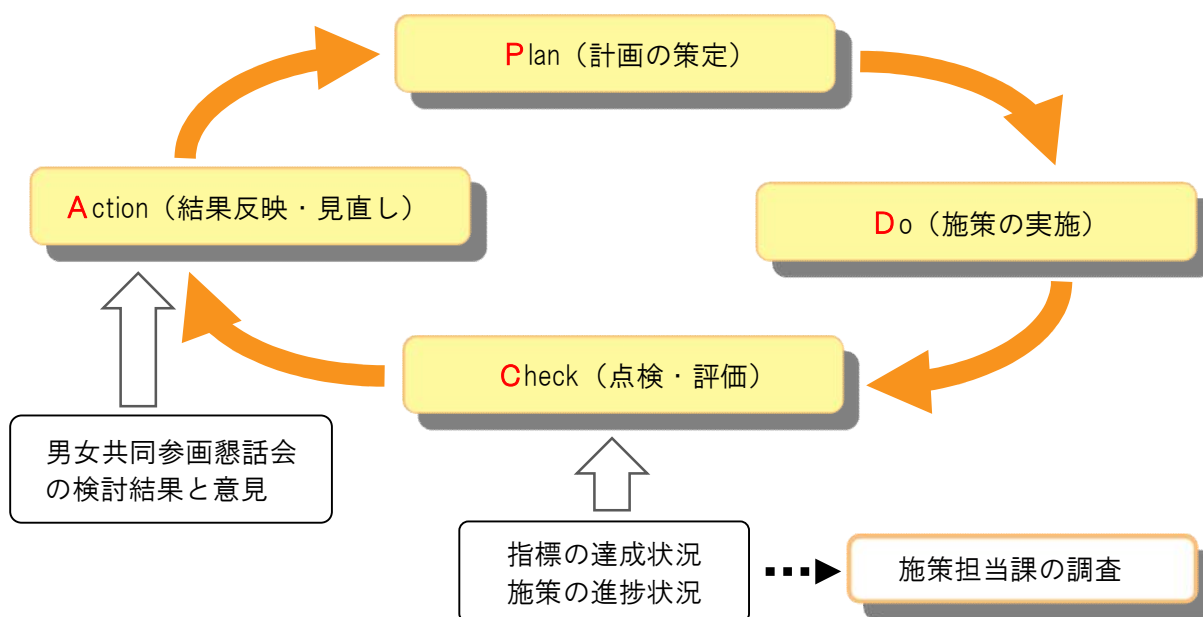 Plan（計画の策定）
Action（結果反映・見直し）
Do（施策の実施）
Check（点検・評価）
男女共同参画懇話会
の検討結果と意見
指標の達成状況
施策の進捗状況
施策担当課の調査